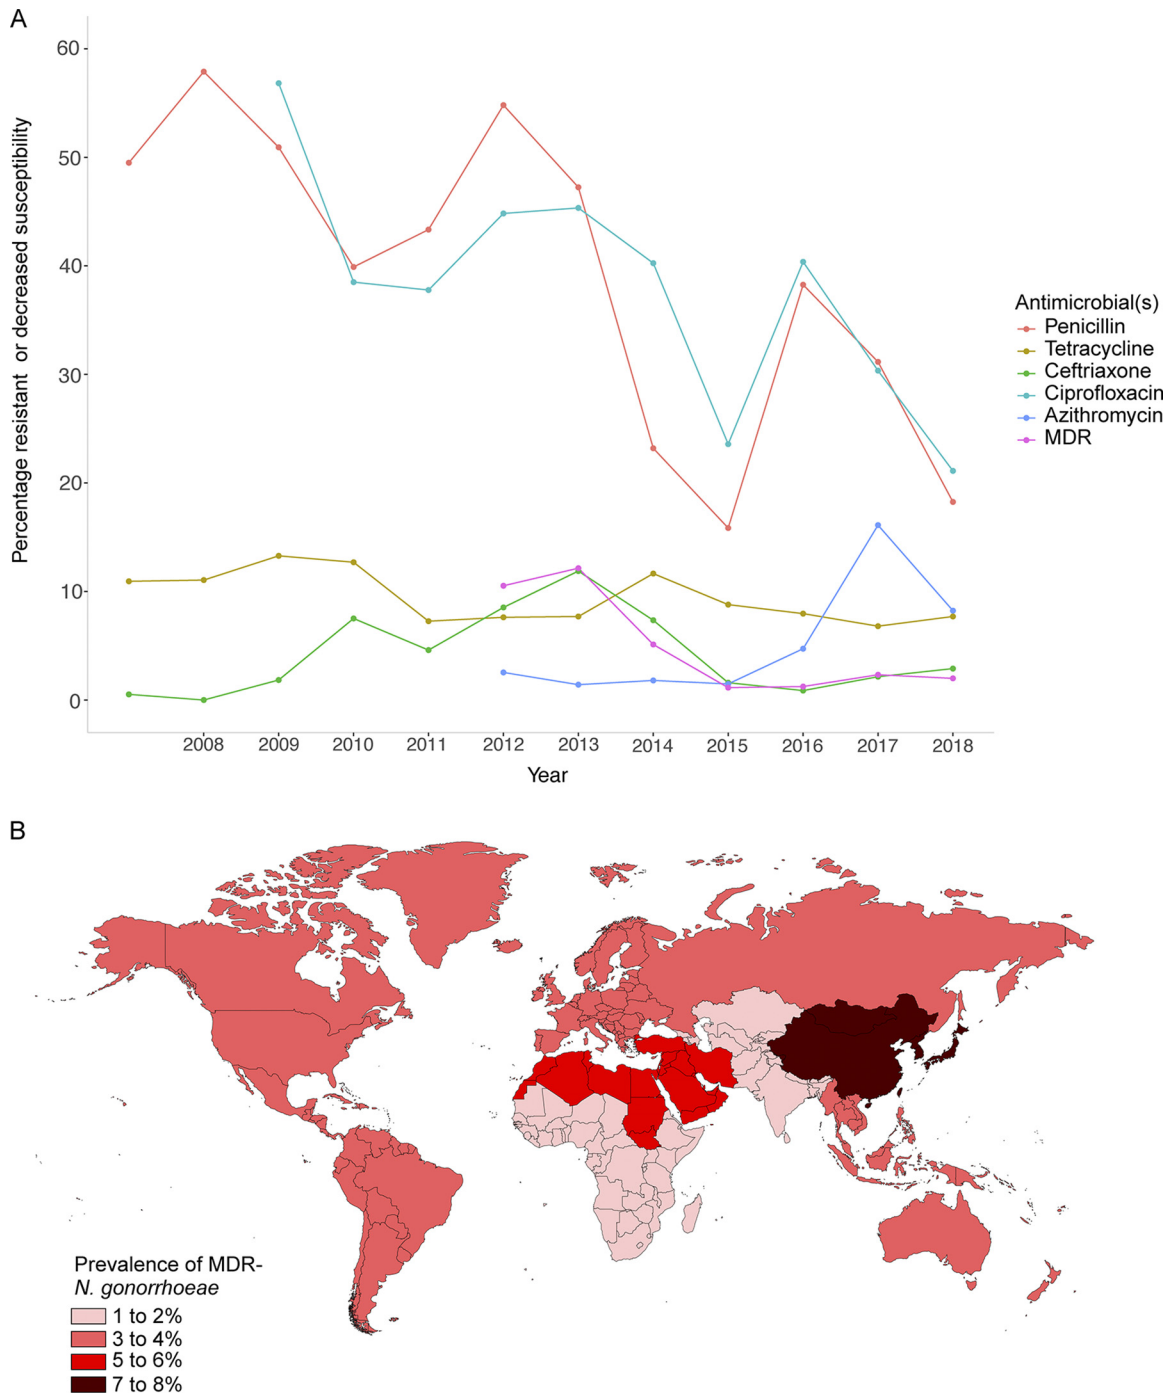 A
Percentage resistant or decreased susceptibility
60
50
40
30
20
10
0
2008 2009 2010 2011 2012 2013 2014 2015 2016 2017 2018
Year
Antimicrobial(s)
Penicillin
Tetracycline
Ceftriaxone
Ciprofloxacin
Azithromycin
MDR
B
Prevalence of MDR-
N. gonorrhoeae
1 to 2%
3 to 4%
5 to 6%
7 to 8%